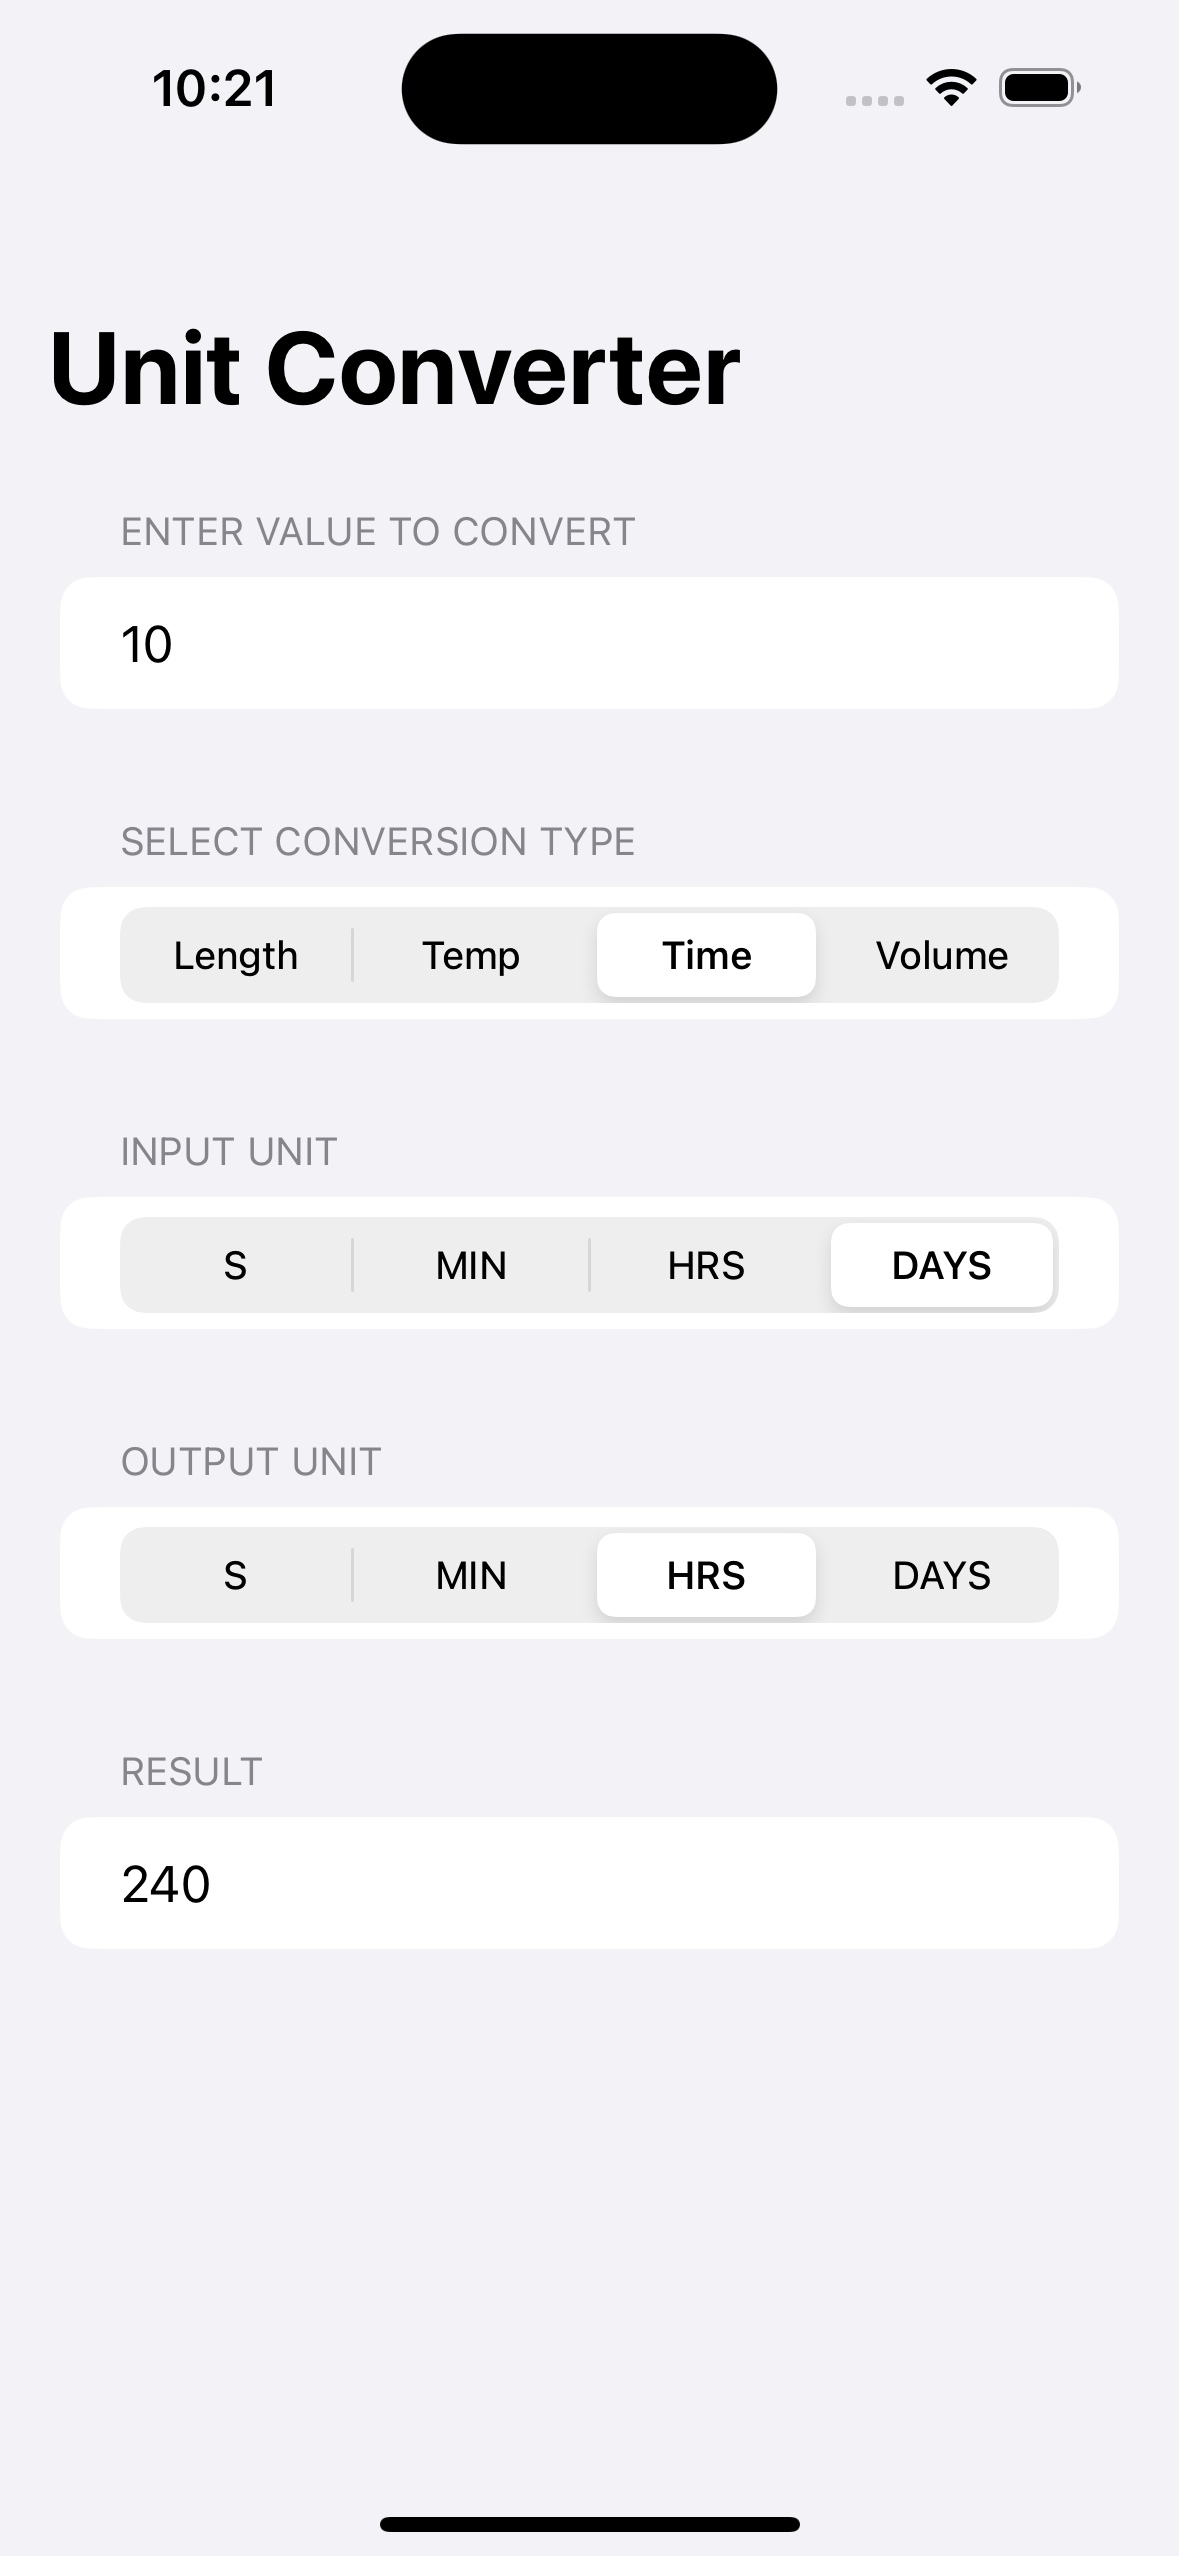 10:21
Unit Converter
ENTER VALUE TO CONVERT
10
SELECT CONVERSION TYPE
Length Temp Time Volume
INPUT UNIT
S MIN HRS DAYS
OUTPUT UNIT
S MIN HRS DAYS
RESULT
240